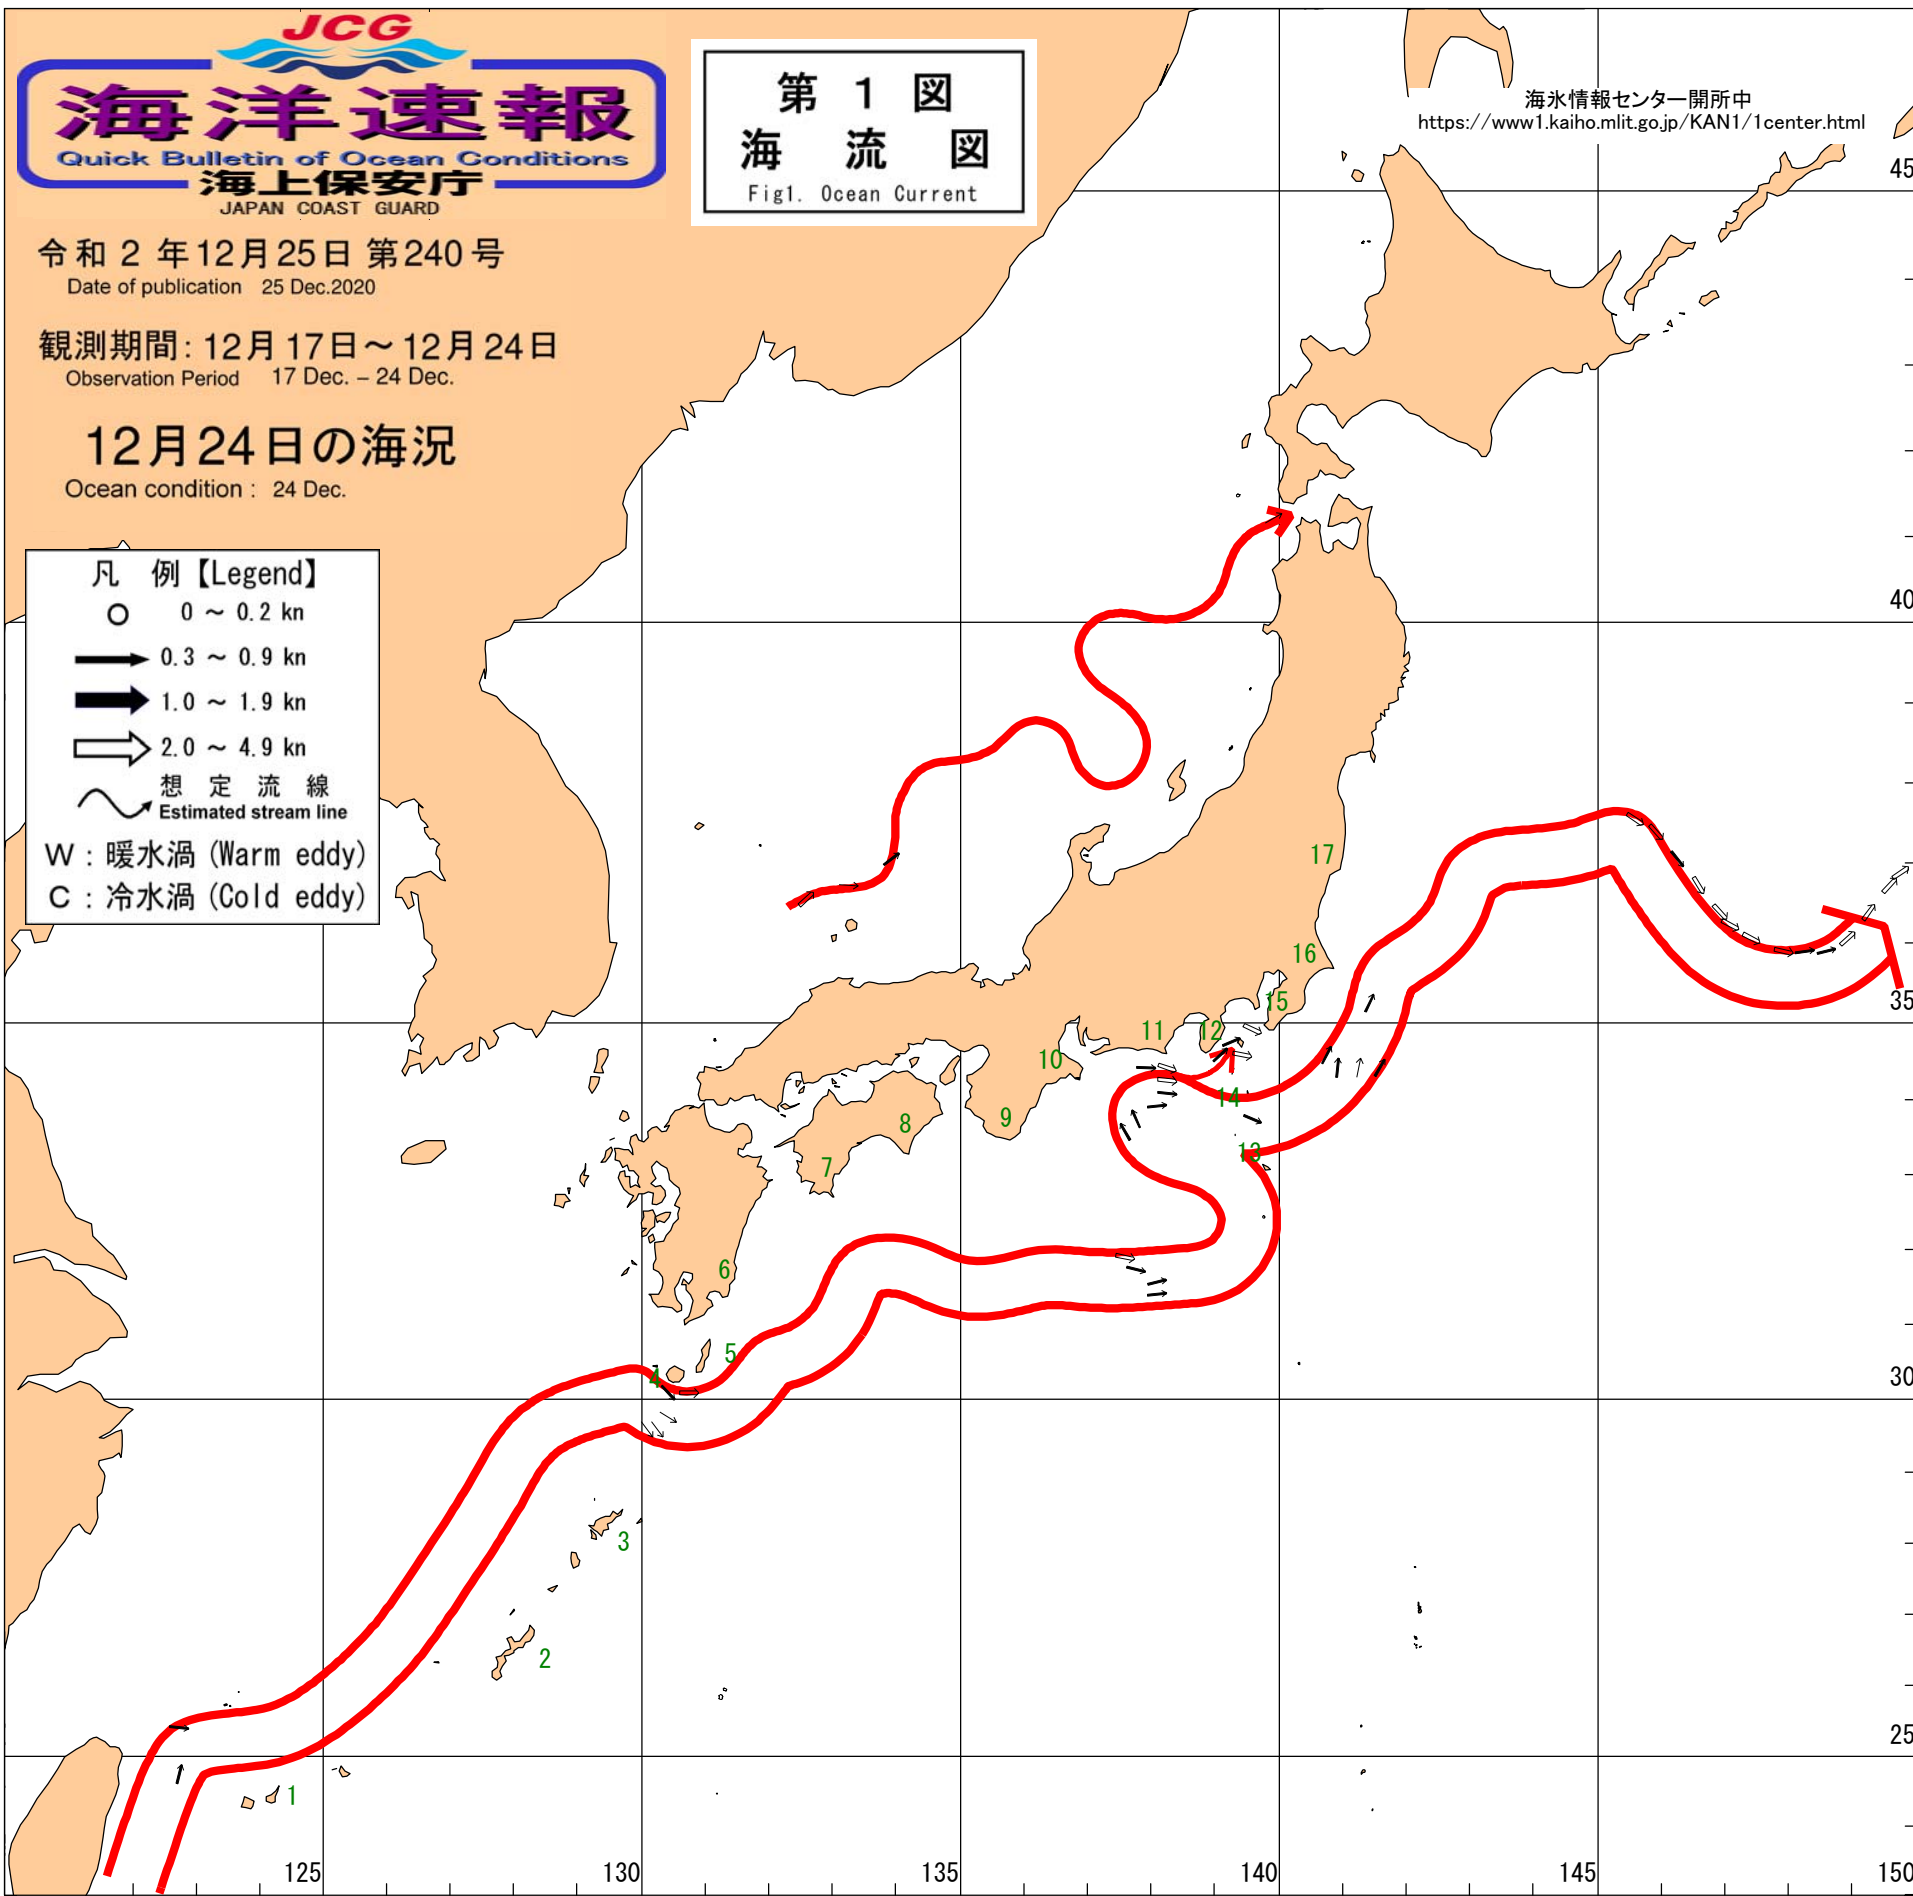 JCG
海洋速報
Quick Bulletin of Ocean Conditions
海上保安庁
JAPAN COAST GUARD
第 1 図
海 流 図
Fig1. Ocean Current
海氷情報センター開所中
https://www1.kaiho.mlit.go.jp/KAN1/1center.html
令和 2 年12月25日 第240号
Date of publication 25 Dec.2020
観測期間: 12月17日～12月24日
Observation Period 17 Dec. – 24 Dec.
12月24日の海況
Ocean condition : 24 Dec.
凡 例【Legend】
0 ～ 0.2 kn
0.3 ～ 0.9 kn
1.0 ～ 1.9 kn
2.0 ～ 4.9 kn
想 定 流 線
Estimated stream line
W : 暖水渦 (Warm eddy)
C : 冷水渦 (Cold eddy)
45
40
17
16
35
15
12
11
10
14
9
8
13
7
6
5
4
30
3
2
25
1
125
130
135
140
145
150